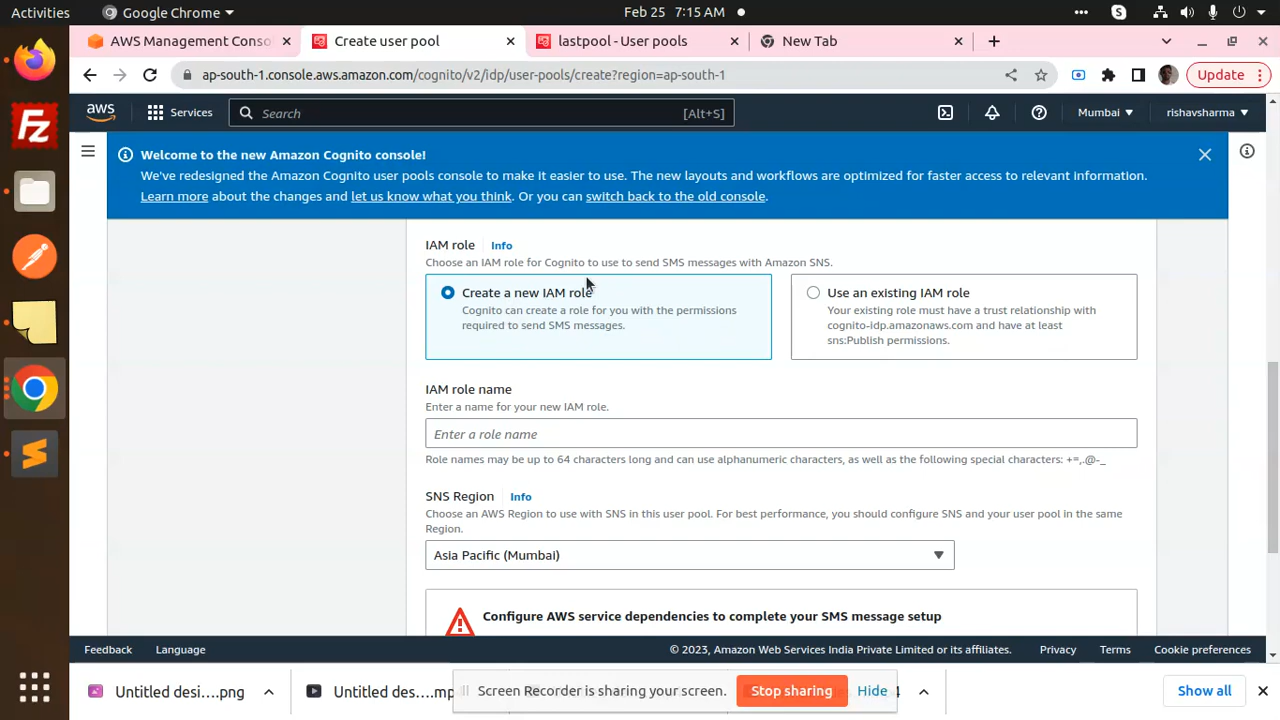 Activities
Google Chrome
Feb 25 7:15 AM
AWS Management Conso
Create user pool
lastpool - User pools
New Tab
ap-south-1.console.aws.amazon.com/cognito/v2/idp/user-pools/create?region=ap-south-1
Update
aws
Services
Search
[Alt+S]
Mumbai
rishavsharma
Welcome to the new Amazon Cognito console!
We've redesigned the Amazon Cognito user pools console to make it easier to use. The new layouts and workflows are optimized for faster access to relevant information.
Learn more about the changes and let us know what you think. Or you can switch back to the old console.
IAM role Info
Choose an IAM role for Cognito to use to send SMS messages with Amazon SNS.
Create a new IAM role
Cognito can create a role for you with the permissions
required to send SMS messages.
Use an existing IAM role
Your existing role must have a trust relationship with
cognito-idp.amazonaws.com and have at least
sns:Publish permissions.
IAM role name
Enter a name for your new IAM role.
Enter a role name
Role names may be up to 64 characters long and can use alphanumeric characters, as well as the following special characters: +=,.@-_
SNS Region Info
Choose an AWS Region to use with SNS in this user pool. For best performance, you should configure SNS and your user pool in the same
Region.
Asia Pacific (Mumbai)
Configure AWS service dependencies to complete your SMS message setup
Feedback
Language
© 2023, Amazon Web Services India Private Limited or its affiliates.
Privacy
Terms
Cookie preferences
Untitled desi....png
Untitled des....mp
Screen Recorder is sharing your screen.
Stop sharing
Hide
4
Show all